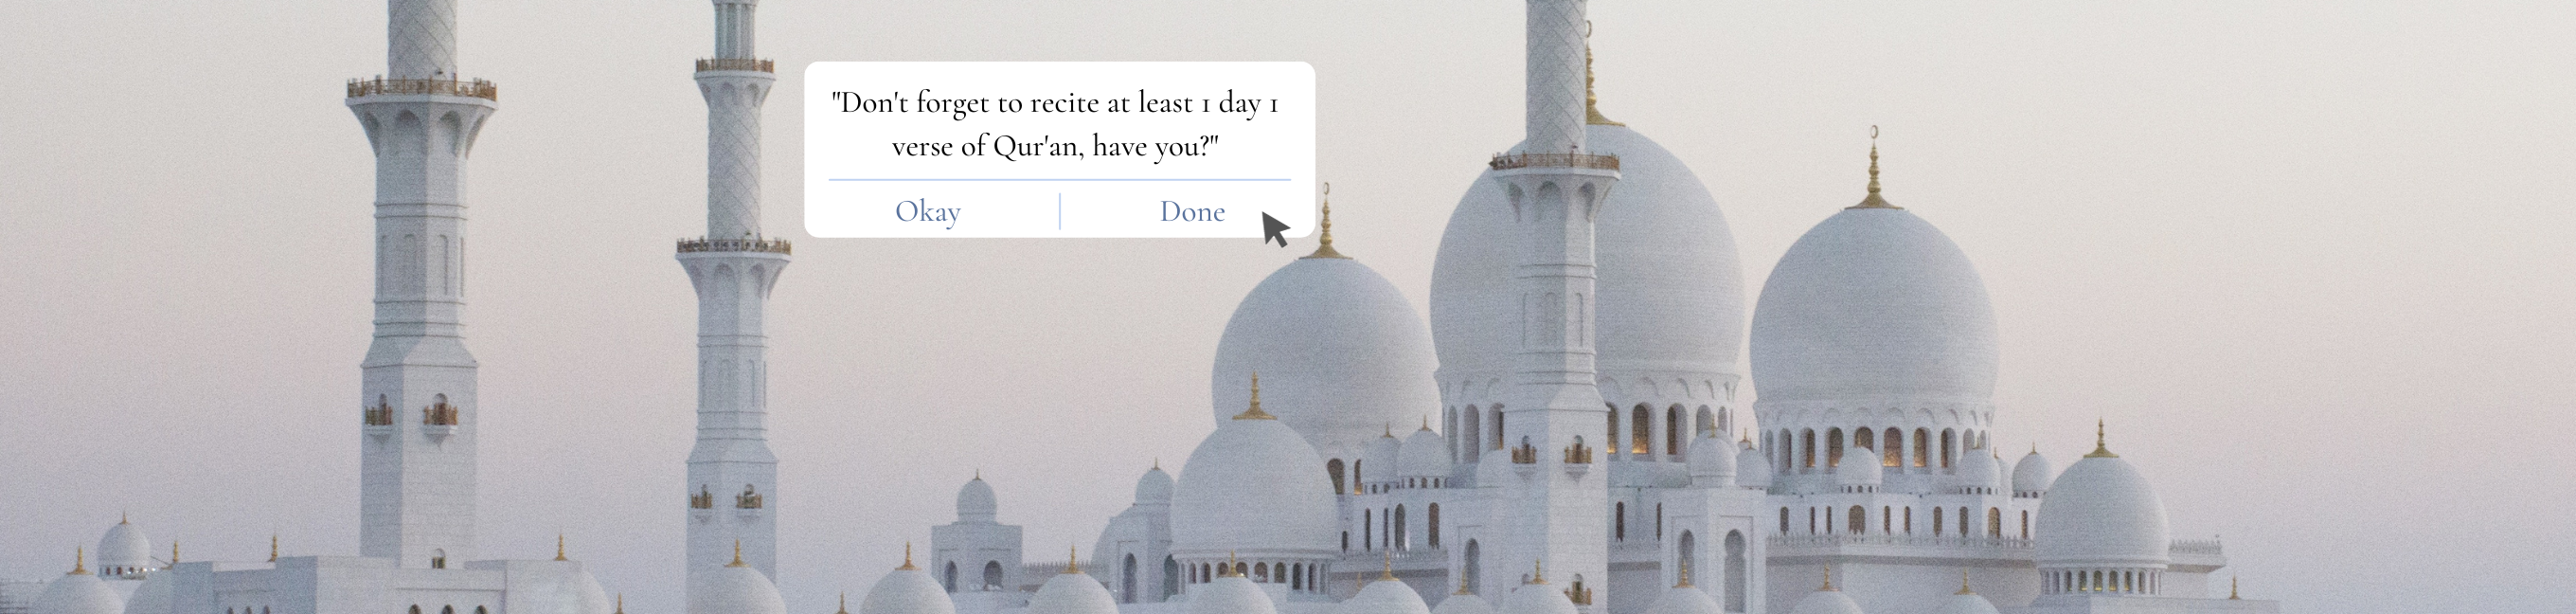 "Don't forget to recite at least 1 day 1
verse of Qur'an, have you?"
Okay
Done